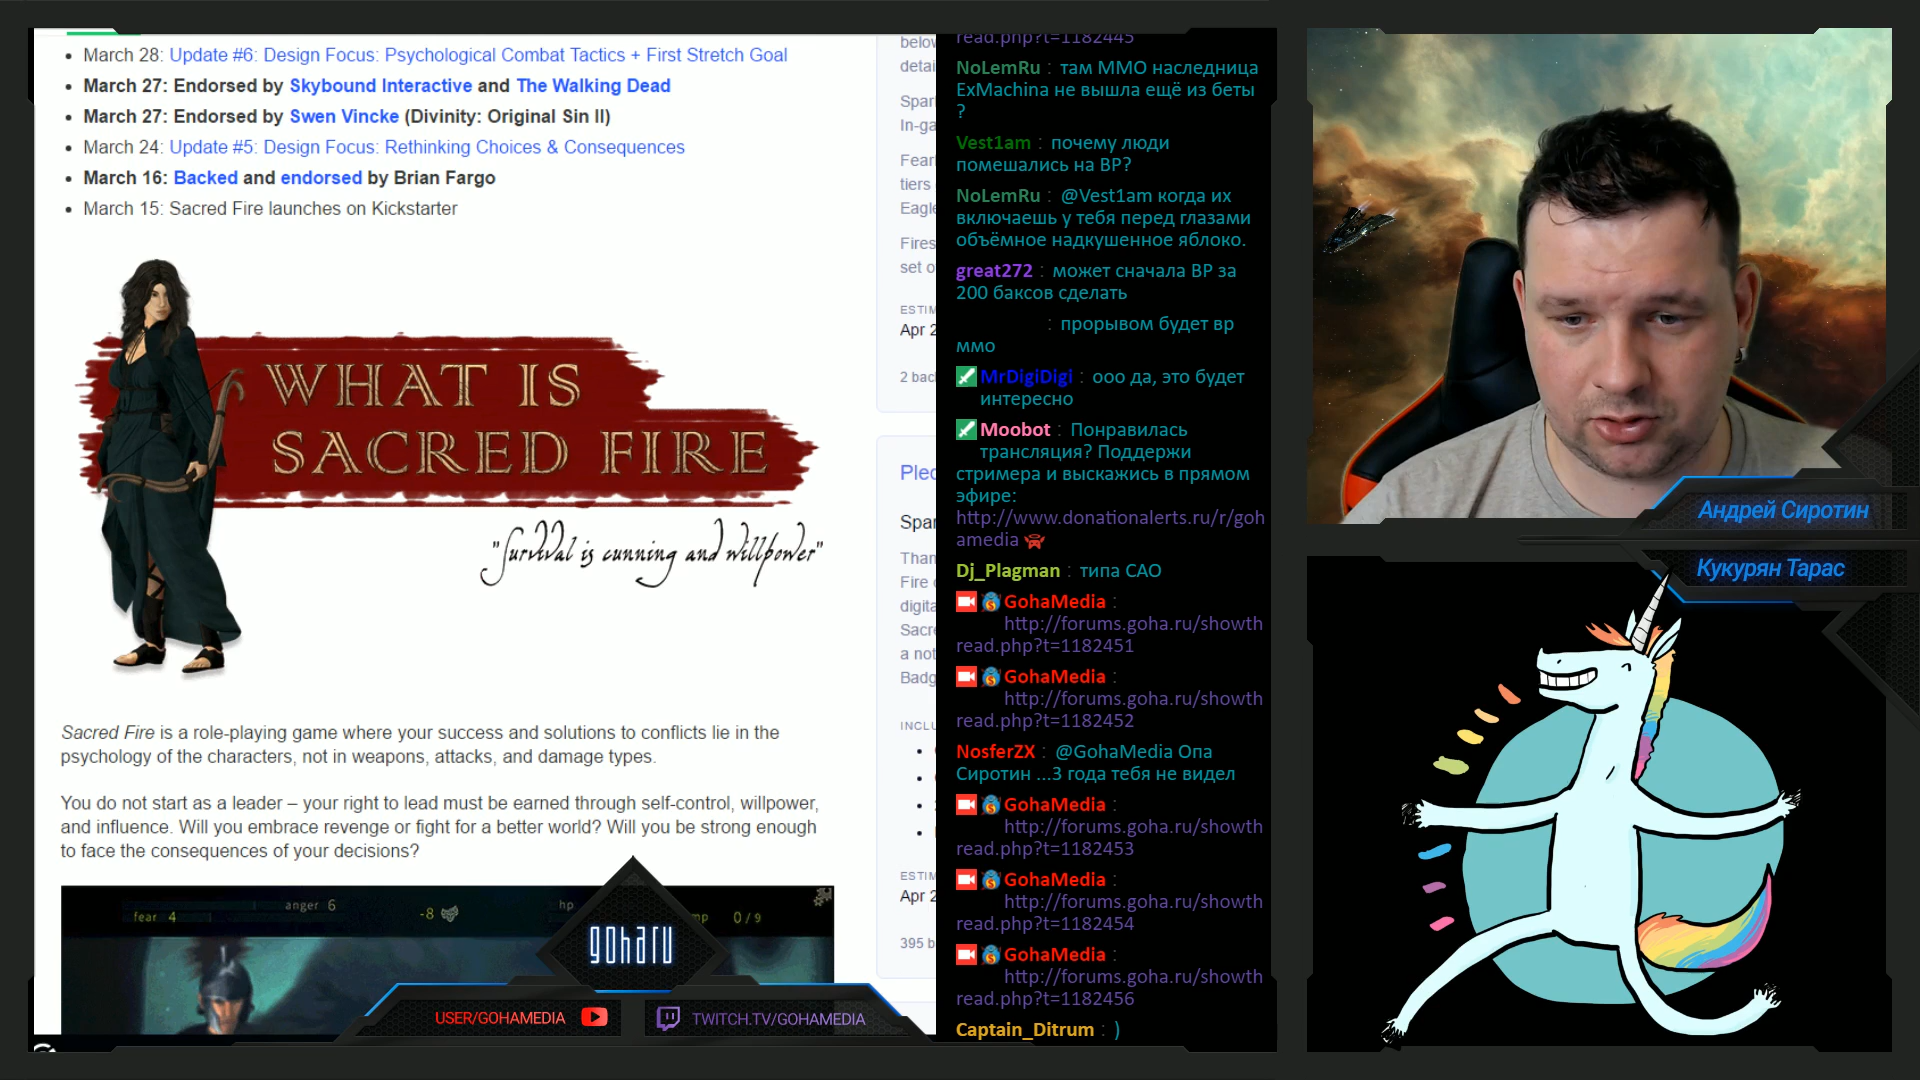 March 28: Update #6: Design Focus: Psychological Combat Tactics + First Stretch Goal
March 27: Endorsed by Skybound Interactive and The Walking Dead
March 27: Endorsed by Swen Vincke (Divinity: Original Sin II)
March 24: Update #5: Design Focus: Rethinking Choices & Consequences
March 16: Backed and endorsed by Brian Fargo
March 15: Sacred Fire launches on Kickstarter
WHAT IS
SACRED FIRE
"Survival is cunning and willpower"
Sacred Fire is a role-playing game where your success and solutions to conflicts lie in the
psychology of the characters, not in weapons, attacks, and damage types.
You do not start as a leader – your right to lead must be earned through self-control, willpower,
and influence. Will you embrace revenge or fight for a better world? Will you be strong enough
to face the consequences of your decisions?
fear 4
anger 6
-8
hp
mp 0/9
goharu
USER/GOHAMEDIA
TWITCH.TV/GOHAMEDIA
set o
Apr 2
2 bac
a not
Apr 2
395 b
read.php?t=1182445
NoLemRu : там ММО наследница
ExMachina не вышла ещё из беты
?
Vest1am : почему люди
помешались на ВР?
NoLemRu : @Vest1am когда их
включаешь у тебя перед глазами
объёмное надкушенное яблоко.
great272 : может сначала ВР за
200 баксов сделать
: прорывом будет вр
ммо
MrDigiDigi : ооо да, это будет
интересно
Moobot : Понравилась
трансляция? Поддержи
стримера и выскажись в прямом
эфире:
http://www.donationalerts.ru/r/goh
amedia
Dj_Plagman : типа САО
GohaMedia :
http://forums.goha.ru/showth
read.php?t=1182451
GohaMedia :
http://forums.goha.ru/showth
read.php?t=1182452
NosferZX : @GohaMedia Опа
Сиротин ...3 года тебя не видел
GohaMedia :
http://forums.goha.ru/showth
read.php?t=1182453
GohaMedia :
http://forums.goha.ru/showth
read.php?t=1182454
GohaMedia :
http://forums.goha.ru/showth
read.php?t=1182456
Captain_Ditrum : )
Андрей Сиротин
Кукурян Тарас